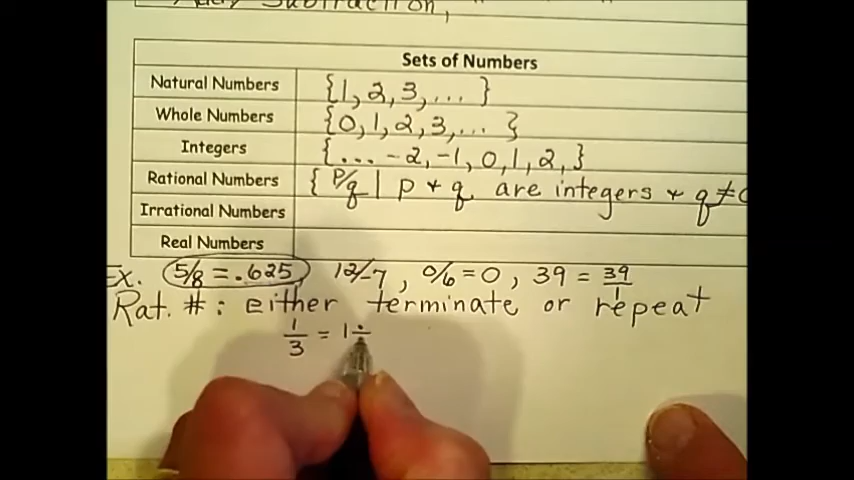 Subtraction,
Sets of Numbers
Natural Numbers {1, 2, 3, ... }
Whole Numbers {0, 1, 2, 3, ... }
Integers {... -2, -1, 0, 1, 2, }
Rational Numbers { P/q | p + q are integers + q ≠ 0
Irrational Numbers
Real Numbers
Ex. 5/8 = .625, 12/-7, 0/6 = 0, 39 = 39/1
Rat. #: either terminate or repeat
1/3 = 1 ÷